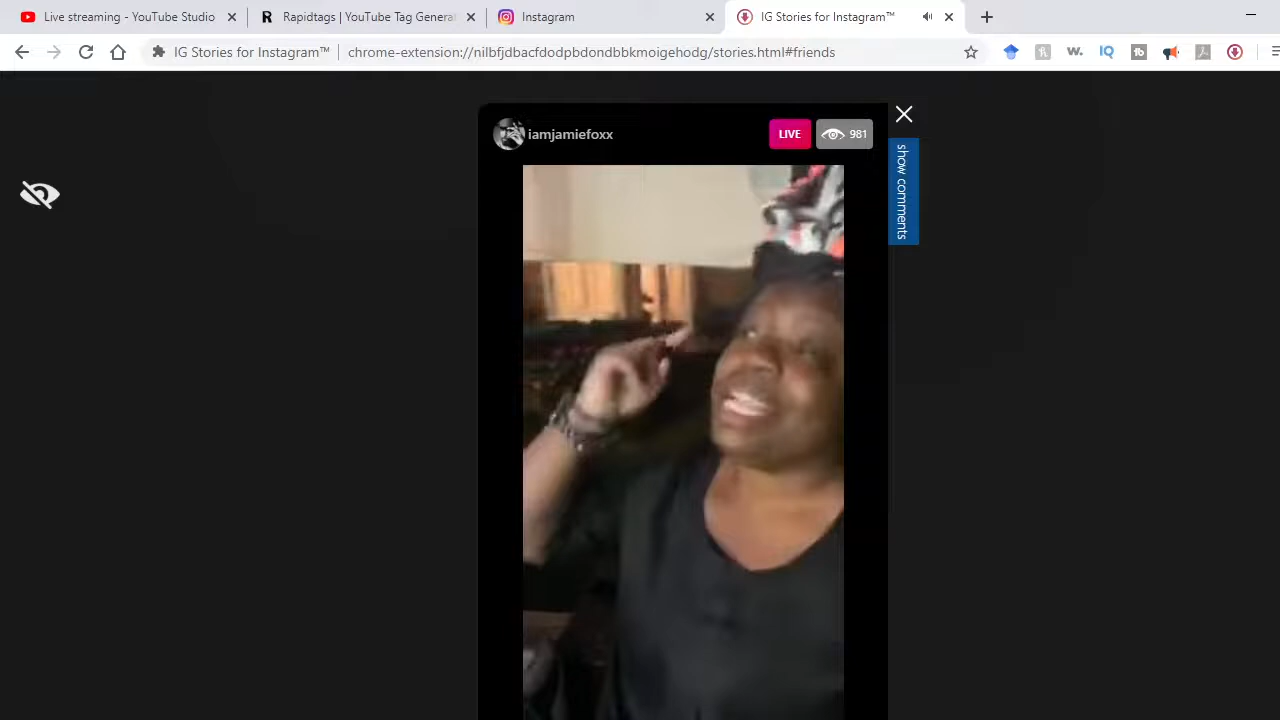 Live streaming - YouTube Studio
Rapidtags | YouTube Tag Genera
Instagram
IG Stories for Instagram™
IG Stories for Instagram™ | chrome-extension://nilbfjdbacfdodpbdondbbkmoigehodg/stories.html#friends
iamjamiefoxx
LIVE
981
show comments